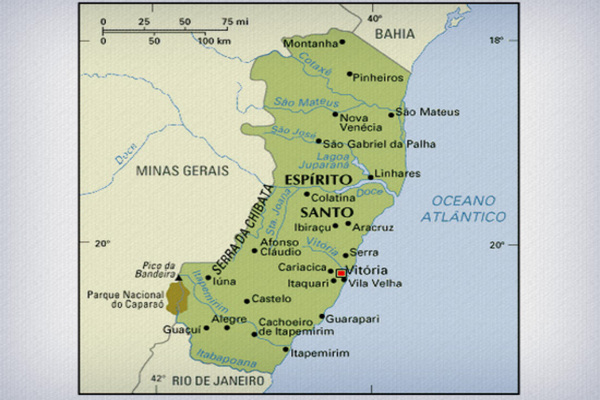 0 25 50 75 mi
0 50 100 km
40°
BAHIA
18°
18°
Montanha
Cotaxé
Pinheiros
São Mateus
São Mateus
Nova
Venécia
São José
São Gabriel da Palha
Doce
Lagoa
Juparanã
MINAS GERAIS
Linhares
ESPÍRITO
SANTO
Colatina
Doce
Sta. Joana
SERRA DA CHIBATA
OCEANO
ATLÂNTICO
Ibiraçu
Aracruz
20°
20°
Afonso
Cláudio
Vitória
Serra
Cariacica
Vitória
Itaquari
Vila Velha
Pico da
Bandeira
Iúna
Parque Nacional
do Caparaó
Itapemirim
Castelo
Guarapari
Alegre
Guaçuí
Cachoeiro
de Itapemirim
Itapemirim
Itabapoana
42°
RIO DE JANEIRO